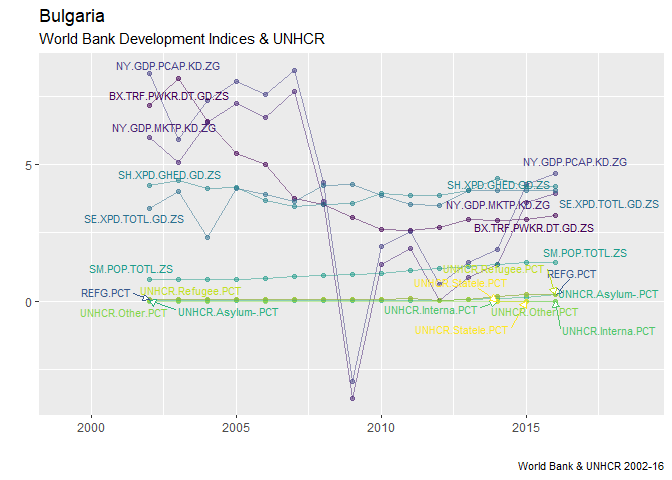 Bulgaria
World Bank Development Indices & UNHCR
NY.GDP.PCAP.KD.ZG
BX.TRF.PWKR.DT.GD.ZS
NY.GDP.MKTP.KD.ZG
SH.XPD.GHED.GD.ZS
SE.XPD.TOTL.GD.ZS
SM.POP.TOTL.ZS
REFG.PCT
UNHCR.Refugee.PCT
UNHCR.Other.PCT
UNHCR.Asylum-.PCT
NY.GDP.PCAP.KD.ZG
SH.XPD.GHED.GD.ZS
NY.GDP.MKTP.KD.ZG
SE.XPD.TOTL.GD.ZS
BX.TRF.PWKR.DT.GD.ZS
SM.POP.TOTL.ZS
UNHCR.Refugee.PCT
REFG.PCT
UNHCR.Statele.PCT
UNHCR.Asylum-.PCT
UNHCR.Interna.PCT
UNHCR.Other.PCT
UNHCR.Statele.PCT
UNHCR.Interna.PCT
5
0
2000
2005
2010
2015
World Bank & UNHCR 2002-16